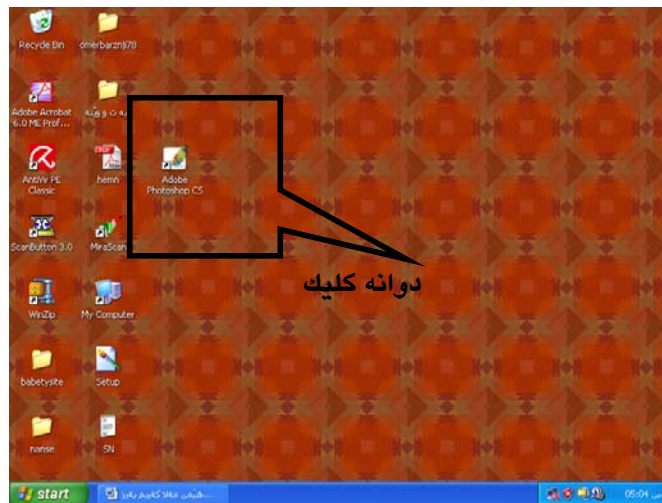 Recycle Bin
omerbarznji78
Adobe Acrobat
6.0 ME Prof...
AntiVir PE
Classic
hemn
Adobe
Photoshop CS
ScanButton 3.0
دوانه كليك
WinZip
My Computer
babetysite
Setup
nanse
SN
start
05:04